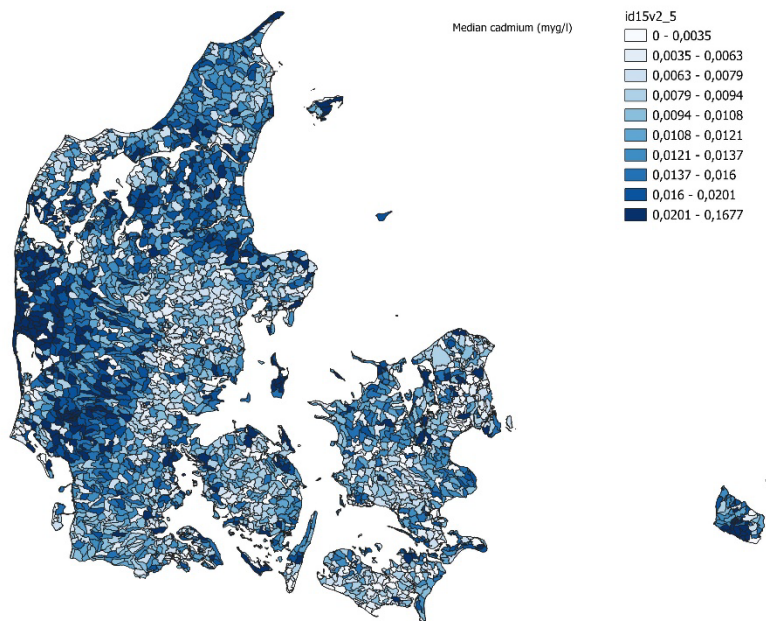 Median cadmium (myg/l)
id15v2_5
0 - 0,0035
0,0035 - 0,0063
0,0063 - 0,0079
0,0079 - 0,0094
0,0094 - 0,0108
0,0108 - 0,0121
0,0121 - 0,0137
0,0137 - 0,016
0,016 - 0,0201
0,0201 - 0,1677